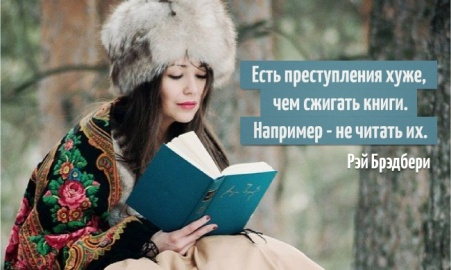 Есть преступления хуже,
чем сжигать книги.
Например - не читать их.
Рэй Брэдбери